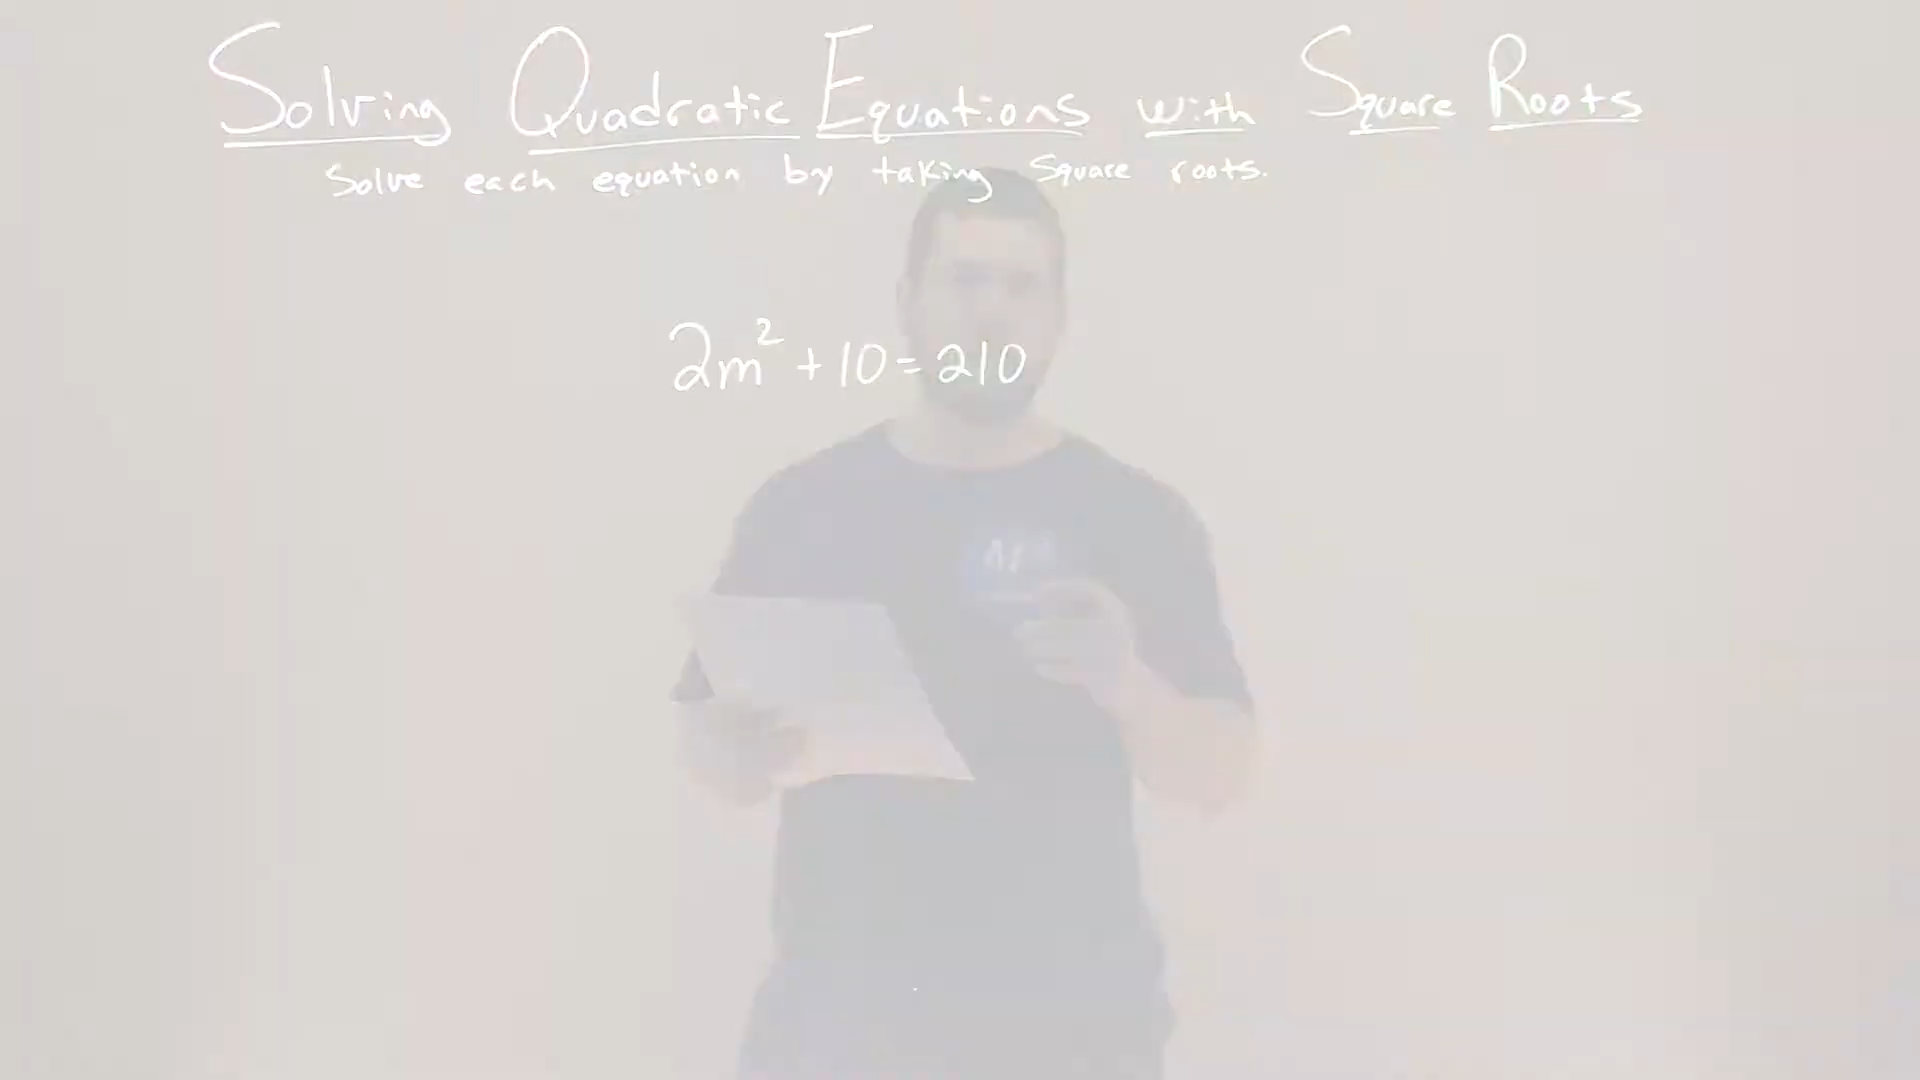 Solving Quadratic Equations with Square Roots
Solve each equation by taking Square roots.
2m² + 10 = 210